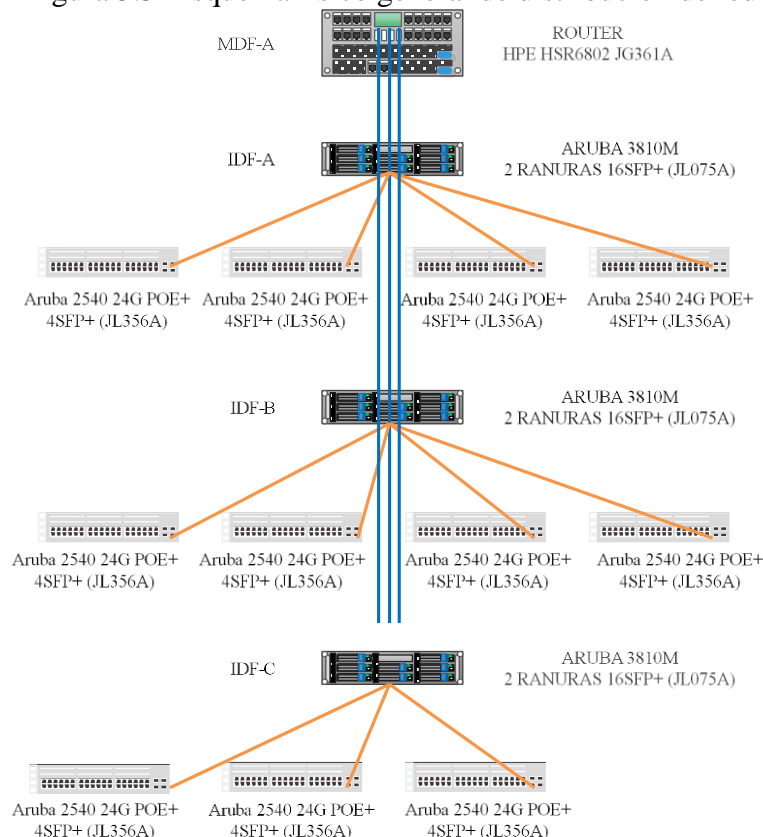 MDF-A
ROUTER
HPE HSR6802 JG361A
IDF-A
ARUBA 3810M
2 RANURAS 16SFP+ (JL075A)
Aruba 2540 24G POE+
4SFP+ (JL356A)
Aruba 2540 24G POE+
4SFP+ (JL356A)
Aruba 2540 24G POE+
4SFP+ (JL356A)
Aruba 2540 24G POE+
4SFP+ (JL356A)
IDF-B
ARUBA 3810M
2 RANURAS 16SFP+ (JL075A)
Aruba 2540 24G POE+
4SFP+ (JL356A)
Aruba 2540 24G POE+
4SFP+ (JL356A)
Aruba 2540 24G POE+
4SFP+ (JL356A)
Aruba 2540 24G POE+
4SFP+ (JL356A)
IDF-C
ARUBA 3810M
2 RANURAS 16SFP+ (JL075A)
Aruba 2540 24G POE+
4SFP+ (JL356A)
Aruba 2540 24G POE+
4SFP+ (JL356A)
Aruba 2540 24G POE+
4SFP+ (JL356A)